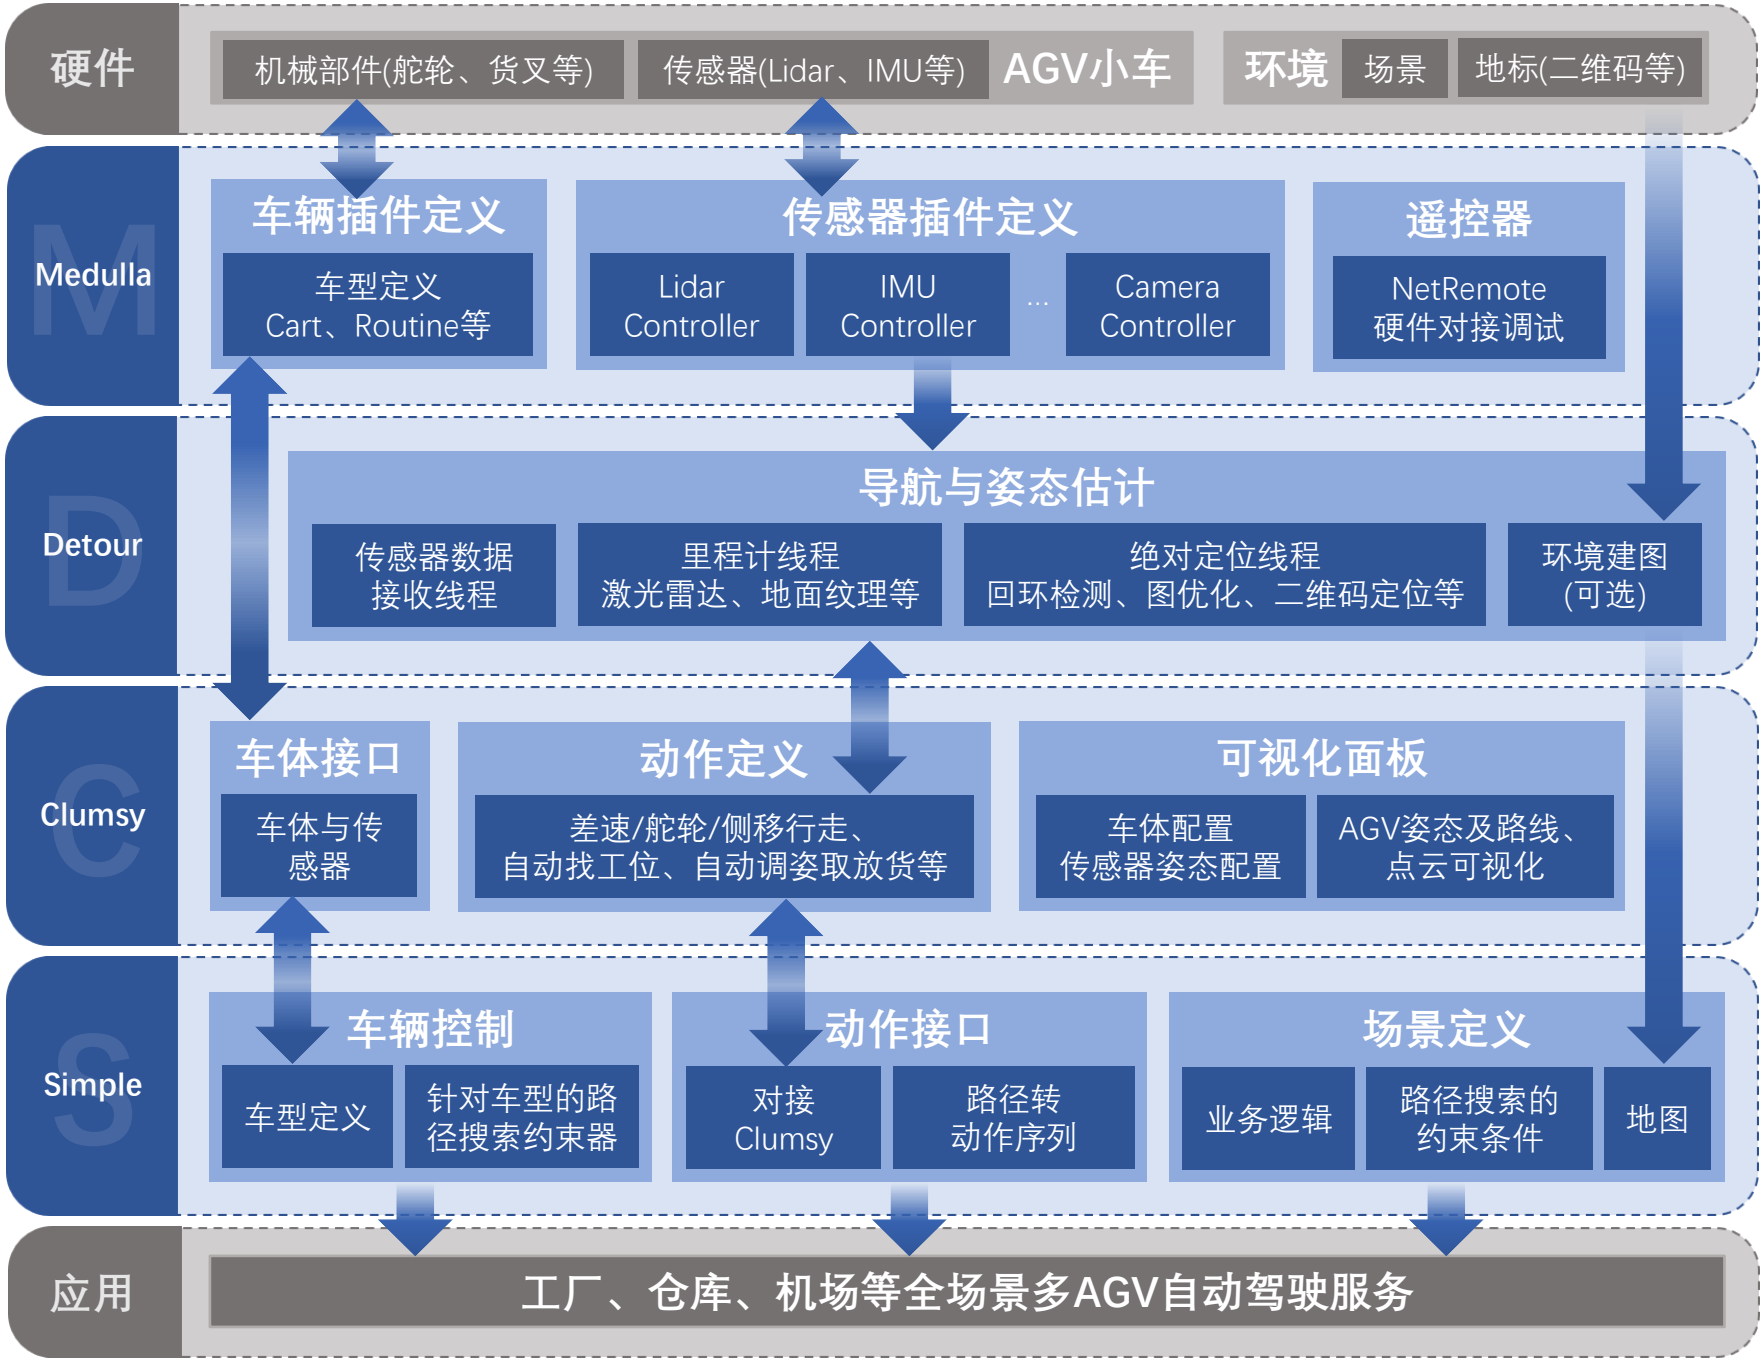 硬件
机械部件(舵轮、货叉等)
传感器(Lidar、IMU等)
AGV小车
环境
场景
地标(二维码等)
M
Medulla
车辆插件定义
车型定义
Cart、Routine等
传感器插件定义
Lidar
Controller
IMU
Controller
...
Camera
Controller
遥控器
NetRemote
硬件对接调试
D
Detour
导航与姿态估计
传感器数据
接收线程
里程计线程
激光雷达、地面纹理等
绝对定位线程
回环检测、图优化、二维码定位等
环境建图
(可选)
C
Clumsy
车体接口
车体与传
感器
动作定义
差速/舵轮/侧移行走、
自动找工位、自动调姿取放货等
可视化面板
车体配置
传感器姿态配置
AGV姿态及路线、
点云可视化
S
Simple
车辆控制
车型定义
针对车型的路
径搜索约束器
动作接口
对接
Clumsy
路径转
动作序列
场景定义
业务逻辑
路径搜索的
约束条件
地图
应用
工厂、仓库、机场等全场景多AGV自动驾驶服务